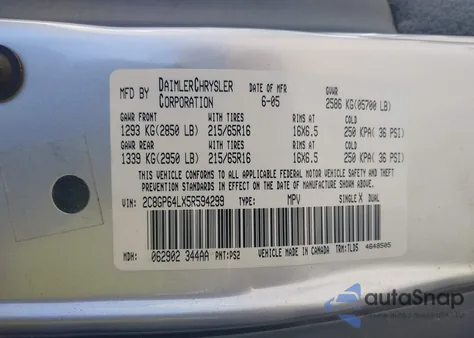 MFD BY DAIMLERCHRYSLER CORPORATION DATE OF MFR 6-05 GVWR 2586 KG(05700 LB)
GAWR FRONT WITH TIRES RIMS AT COLD
1293 KG(2850 LB) 215/65R16 16X6.5 250 KPA( 36 PSI)
GAWR REAR WITH TIRES RIMS AT COLD
1339 KG(2950 LB) 215/65R16 16X6.5 250 KPA( 36 PSI)
THIS VEHICLE CONFORMS TO ALL APPLICABLE FEDERAL MOTOR VEHICLE SAFETY AND THEFT
PREVENTION STANDARDS IN EFFECT ON THE DATE OF MANUFACTURE SHOWN ABOVE.
VIN: 2C8GP64LX5R594299 TYPE: MPV SINGLE X DUAL
MDH: 062902 344AA PNT:PS2 VEHICLE MADE IN CANADA TRM:TLD5 4648505
autoSnap